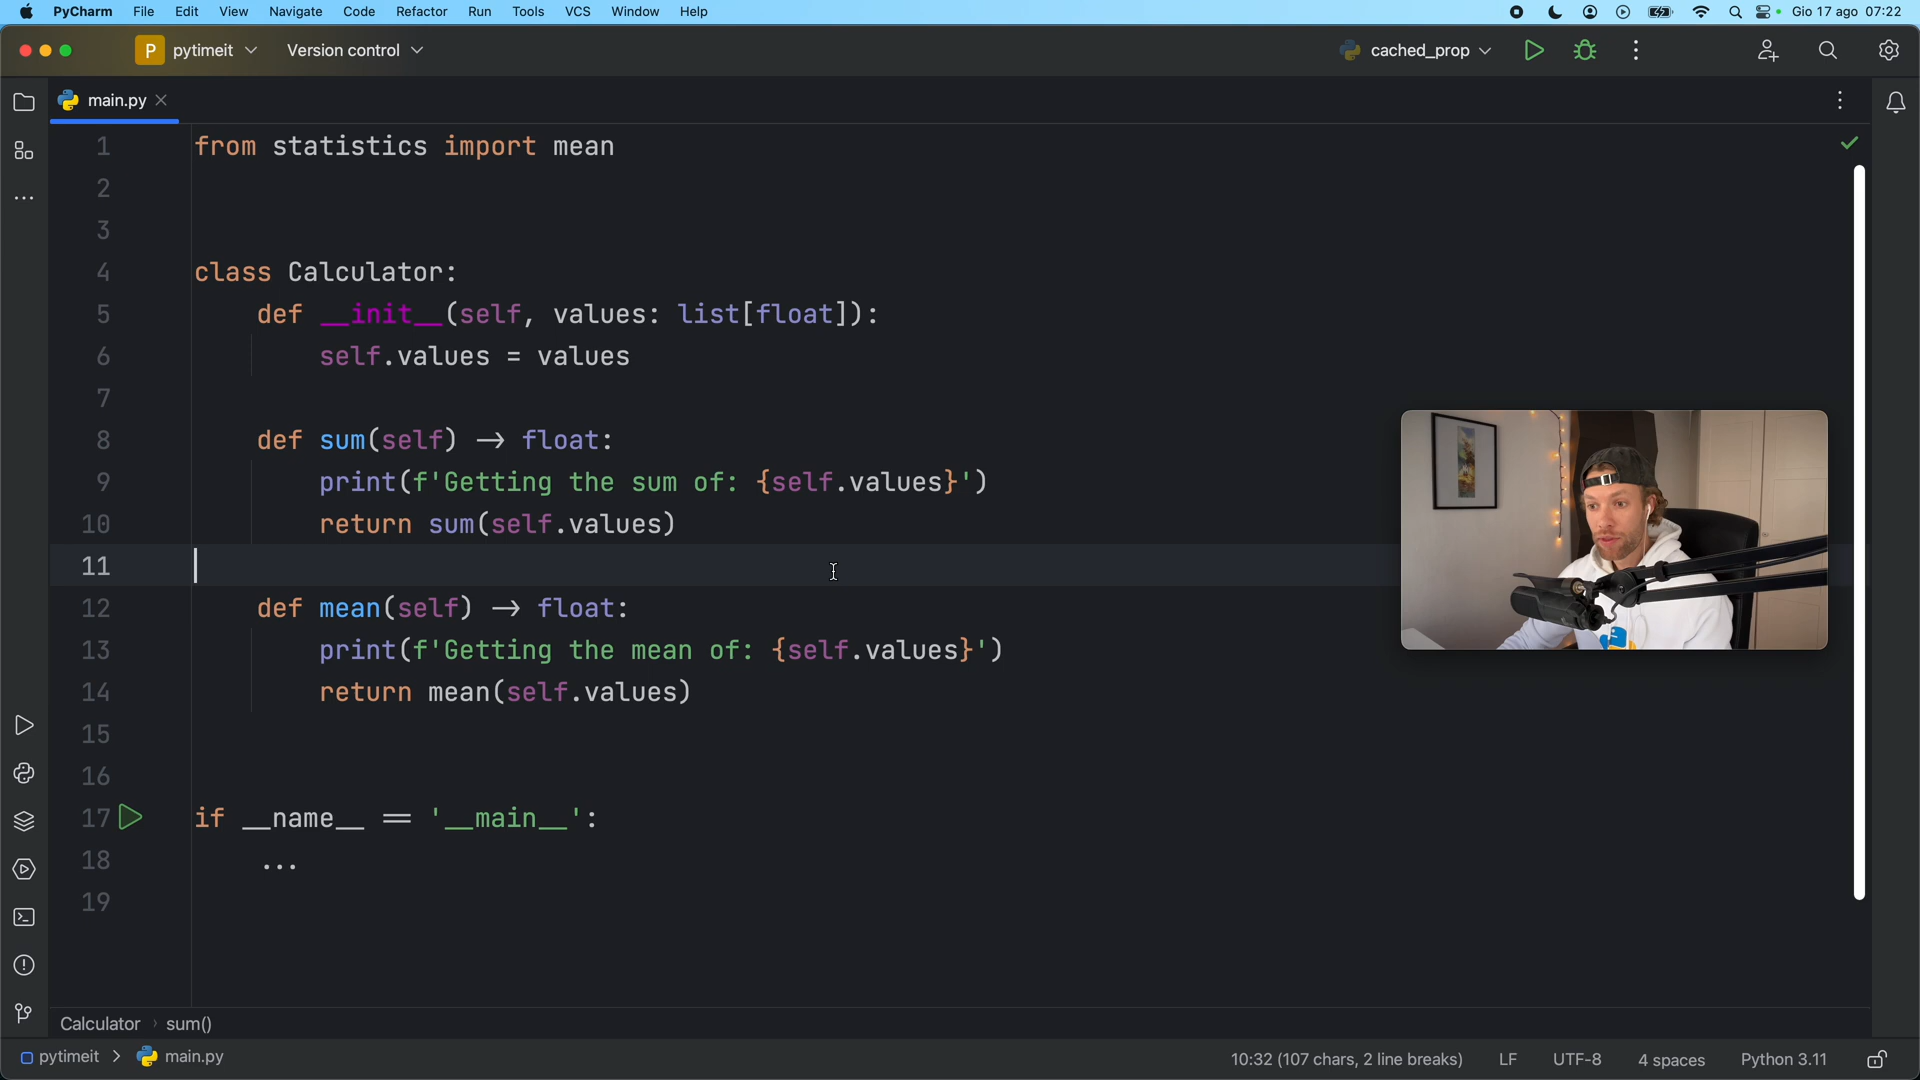 PyCharm File Edit View Navigate Code Refactor Run Tools VCS Window Help Gio 17 ago 07:22
P pytimeit Version control cached_prop
main.py
1 from statistics import mean
2
3
4 class Calculator:
5 def __init__(self, values: list[float]):
6 self.values = values
7
8 def sum(self) → float:
9 print(f'Getting the sum of: {self.values}')
10 return sum(self.values)
11
12 def mean(self) → float:
13 print(f'Getting the mean of: {self.values}')
14 return mean(self.values)
15
16
17 if __name__ == '__main__':
18 ...
19
Calculator › sum()
pytimeit > main.py 10:32 (107 chars, 2 line breaks) LF UTF-8 4 spaces Python 3.11